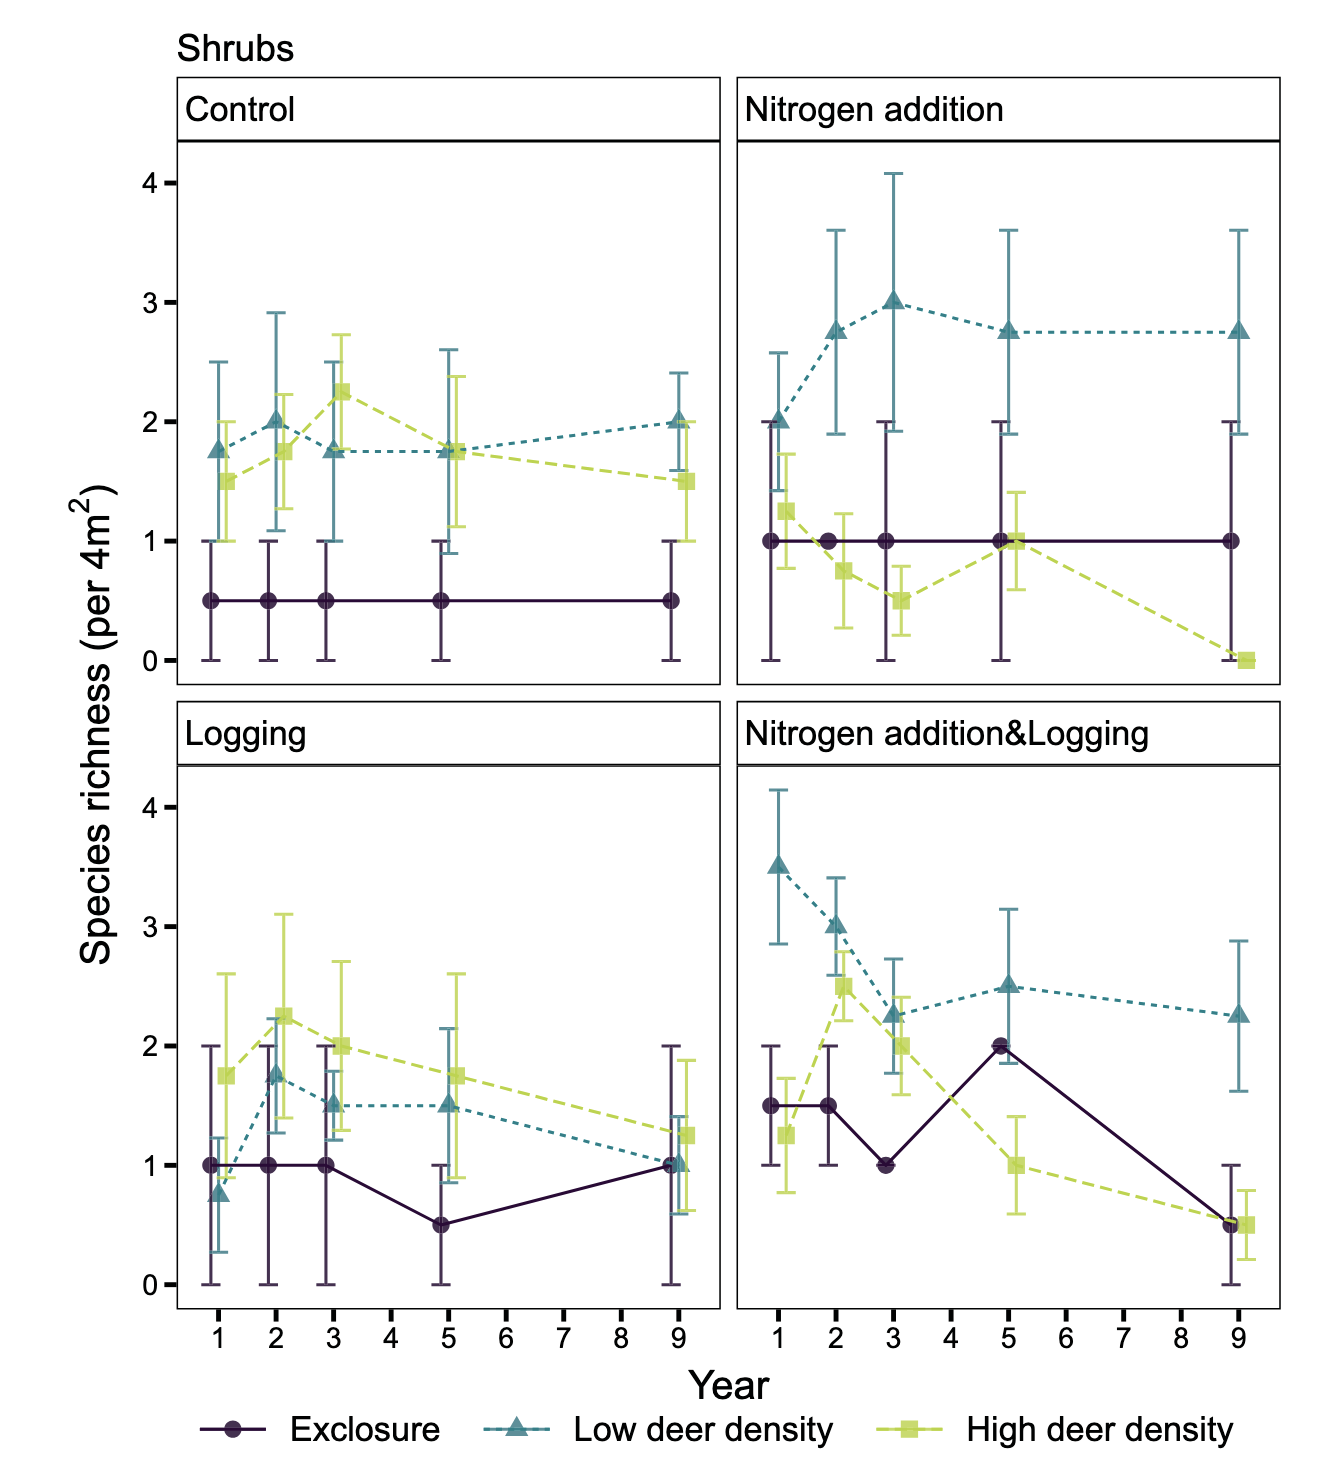 Shrubs
Control
Nitrogen addition
4
3
2
1
0
Logging
Nitrogen addition&Logging
4
3
2
1
0
Species richness (per 4m²)
1 2 3 4 5 6 7 8 9
1 2 3 4 5 6 7 8 9
Year
Exclosure
Low deer density
High deer density